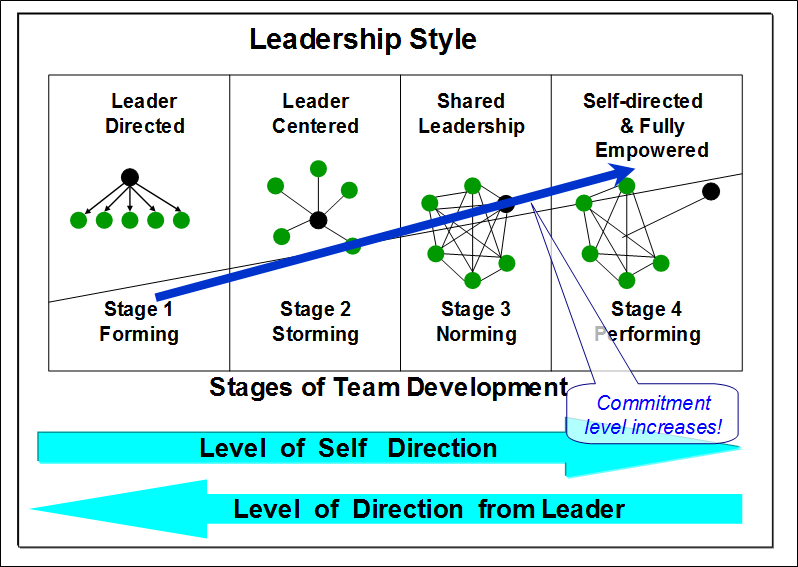 Leadership Style
Leader
Directed
Leader
Centered
Shared
Leadership
Self-directed
& Fully
Empowered
Stage 1
Forming
Stage 2
Storming
Stage 3
Norming
Stage 4
Performing
Stages of Team Development
Commitment
level increases!
Level of Self Direction
Level of Direction from Leader